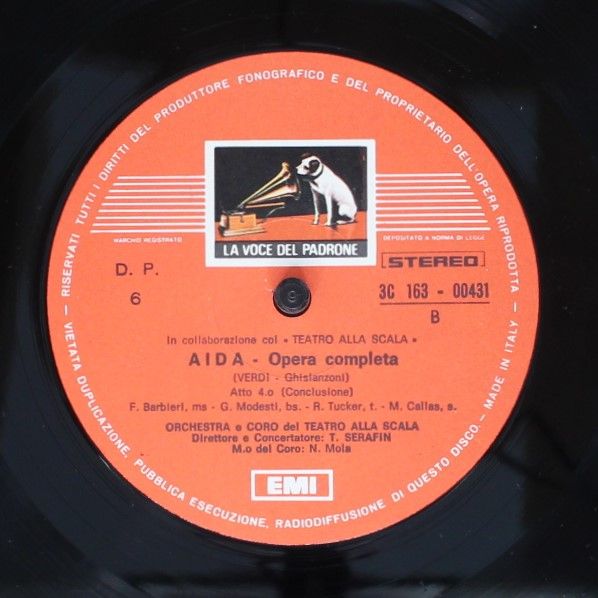 RISERVATI TUTTI I DIRITTI DEL PRODUTTORE FONOGRAFICO E DEL PROPRIETARIO DELL'OPERA RIPRODOTTA -
LA VOCE DEL PADRONE
MARCHIO REGISTRATO
DEPOSITATO A NORMA DI LEGGE
D. P.
STEREO
6
3C 163 - 00431
B
In collaborazione col « TEATRO ALLA SCALA »
AIDA - Opera completa
(VERDI - Ghislanzoni)
Atto 4.o (Conclusione)
F. Barbieri, ms - G. Modesti, bs. - R. Tucker, t. - M. Callas, s.
ORCHESTRA e CORO del TEATRO ALLA SCALA
Direttore e Concertatore: T. SERAFIN
M.o del Coro: N. Mola
EMI
VIETATA DUPLICAZIONE, PUBBLICA ESECUZIONE, RADIODIFFUSIONE DI QUESTO DISCO. - MADE IN ITALY -